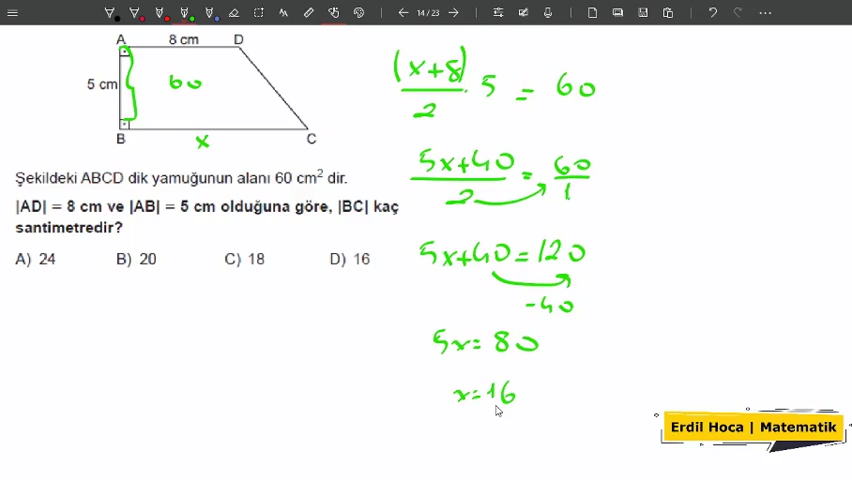 14 / 23
A 8 cm D
5 cm 60
B x C
Şekildeki ABCD dik yamuğunun alanı 60 cm² dir.
|AD| = 8 cm ve |AB| = 5 cm olduğuna göre, |BC| kaç
santimetredir?
A) 24 B) 20 C) 18 D) 16
(x+8)/2 . 5 = 60
5x+40/2 = 60/1
5x+40=120
-40
5x=80
x=16
Erdil Hoca | Matematik